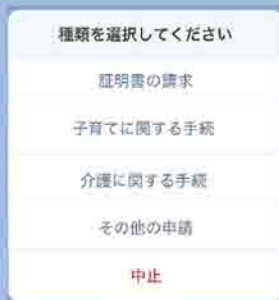 種類を選択してください
証明書の請求
子育てに関する手続
介護に関する手続
その他の申請
中止